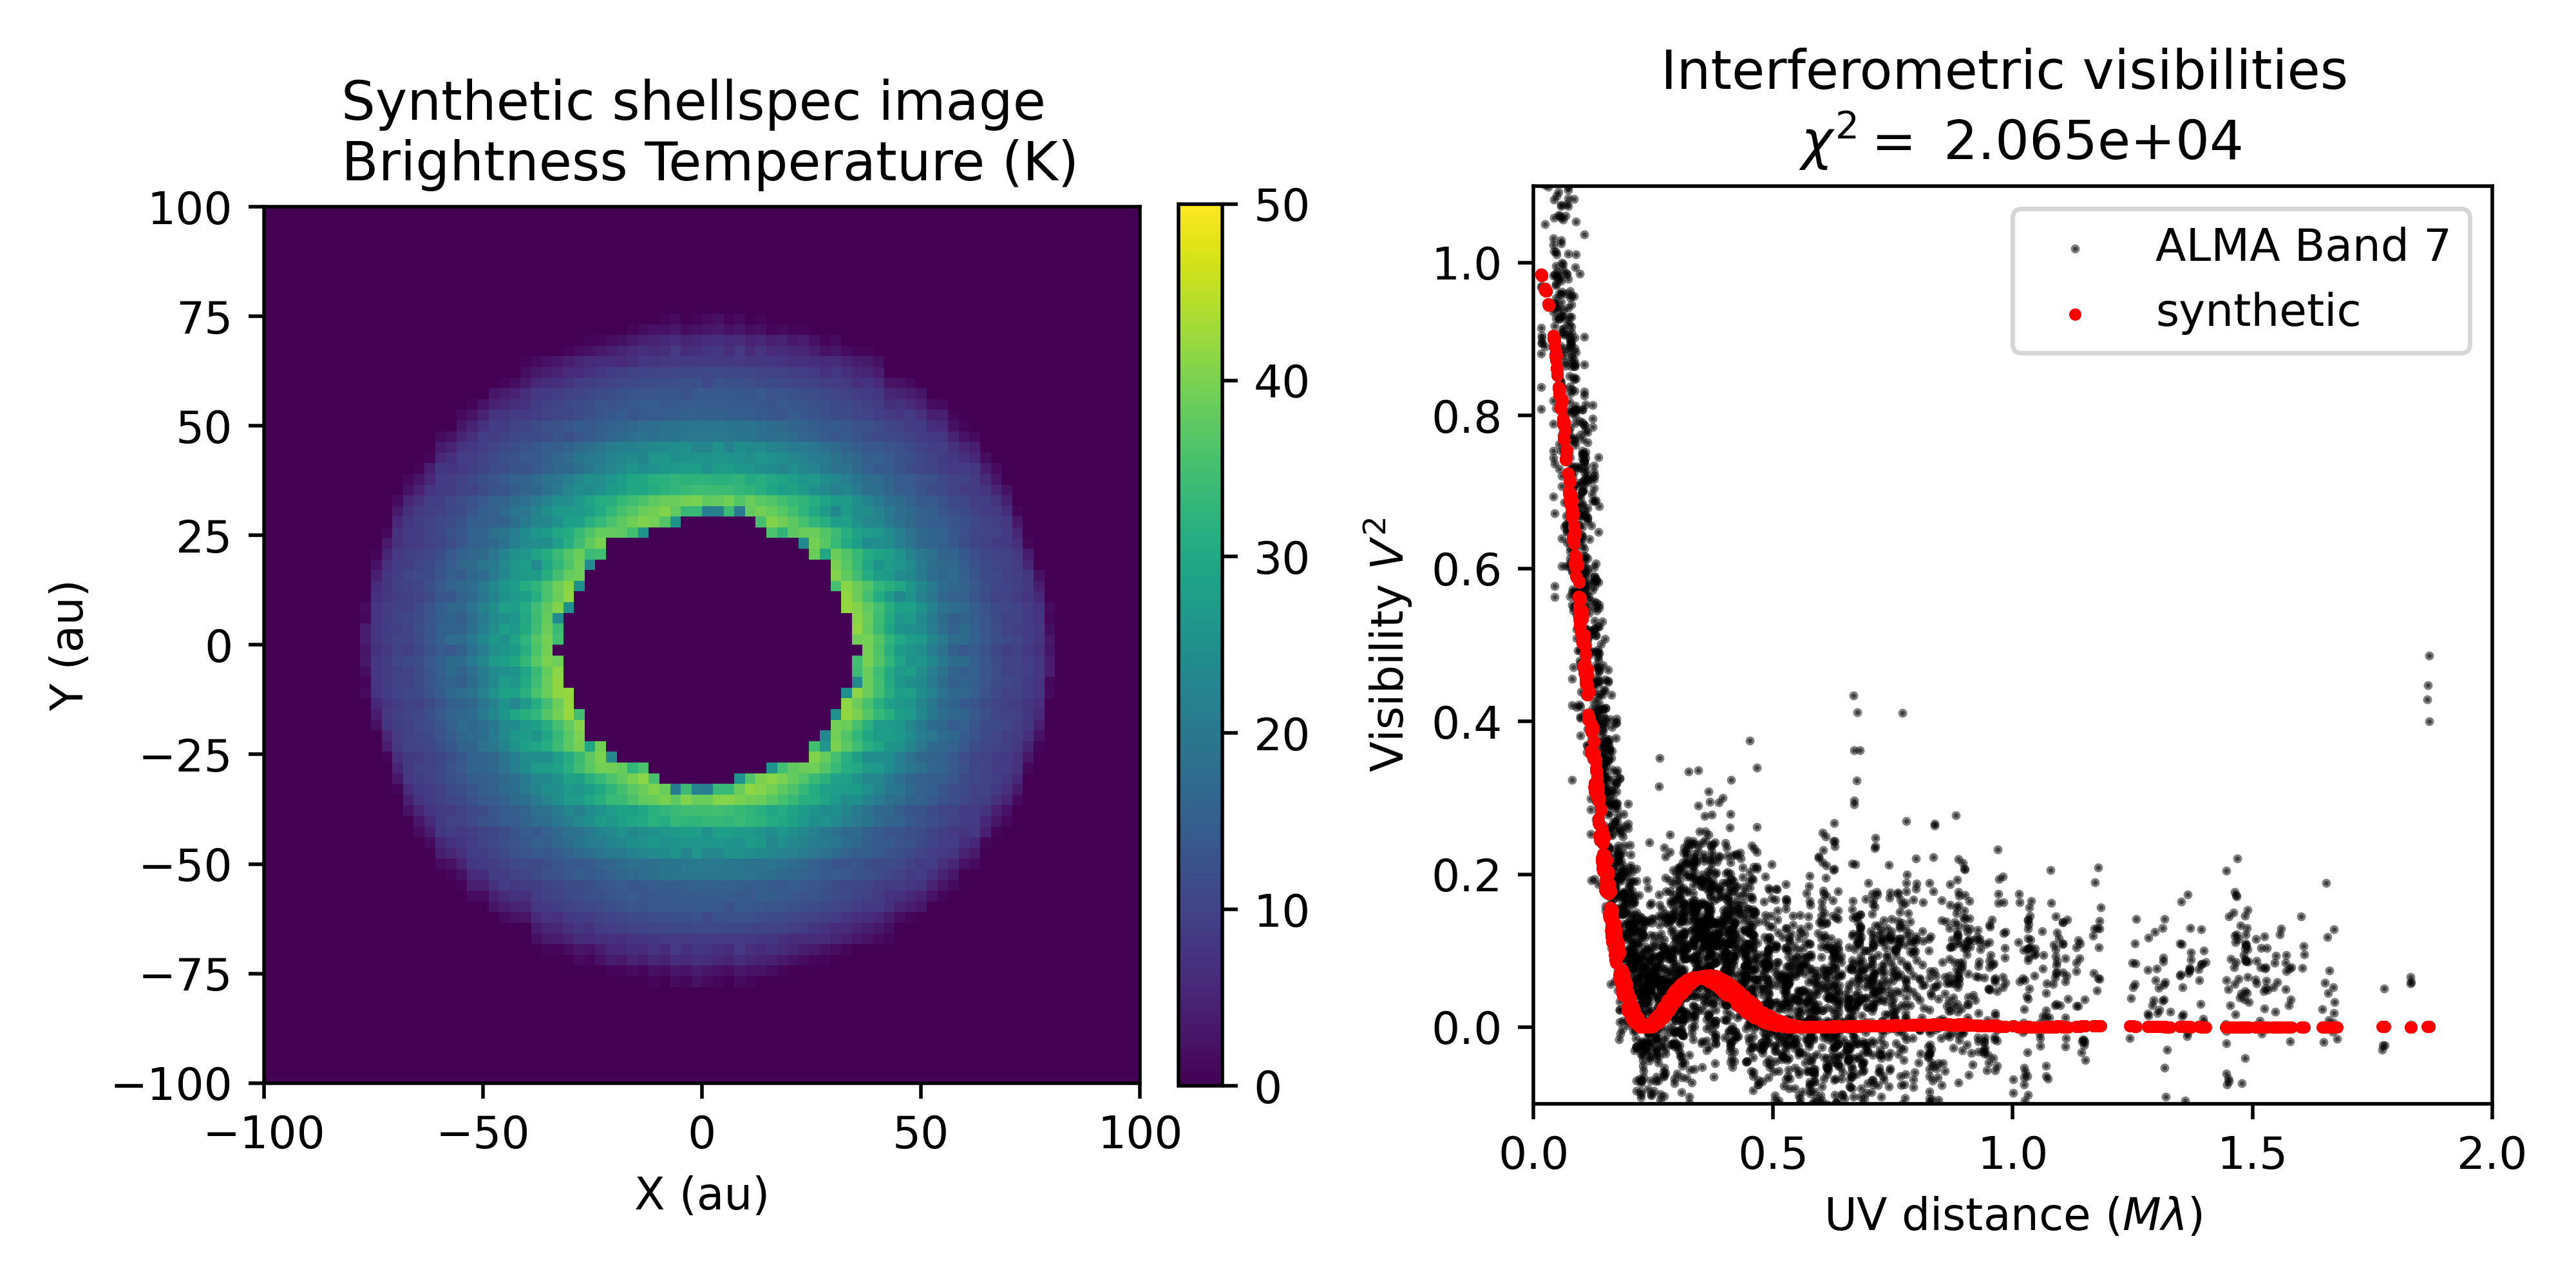 Synthetic shellspec image
Brightness Temperature (K)
100
75
50
25
0
−25
−50
−75
−100
Y (au)
−100 −50 0 50 100
X (au)
50
40
30
20
10
0
Interferometric visibilities
χ² = 2.065e+04
ALMA Band 7
synthetic
1.0
0.8
0.6
0.4
0.2
0.0
Visibility V²
0.0 0.5 1.0 1.5 2.0
UV distance (Mλ)